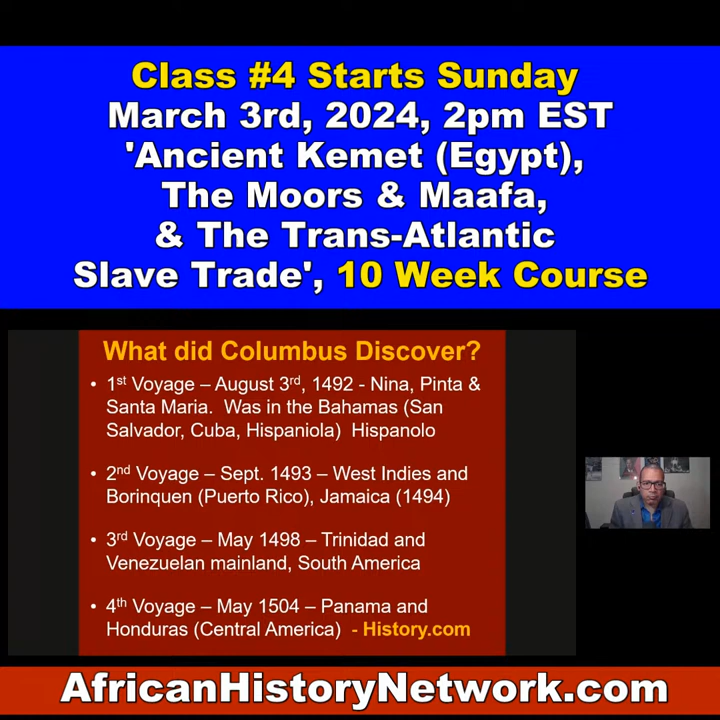 Class #4 Starts Sunday
March 3rd, 2024, 2pm EST
'Ancient Kemet (Egypt),
The Moors & Maafa,
& The Trans-Atlantic
Slave Trade', 10 Week Course
What did Columbus Discover?
• 1st Voyage – August 3rd, 1492 - Nina, Pinta &
Santa Maria. Was in the Bahamas (San
Salvador, Cuba, Hispaniola) Hispanolo
• 2nd Voyage – Sept. 1493 – West Indies and
Borinquen (Puerto Rico), Jamaica (1494)
• 3rd Voyage – May 1498 – Trinidad and
Venezuelan mainland, South America
• 4th Voyage – May 1504 – Panama and
Honduras (Central America) - History.com
AfricanHistoryNetwork.com